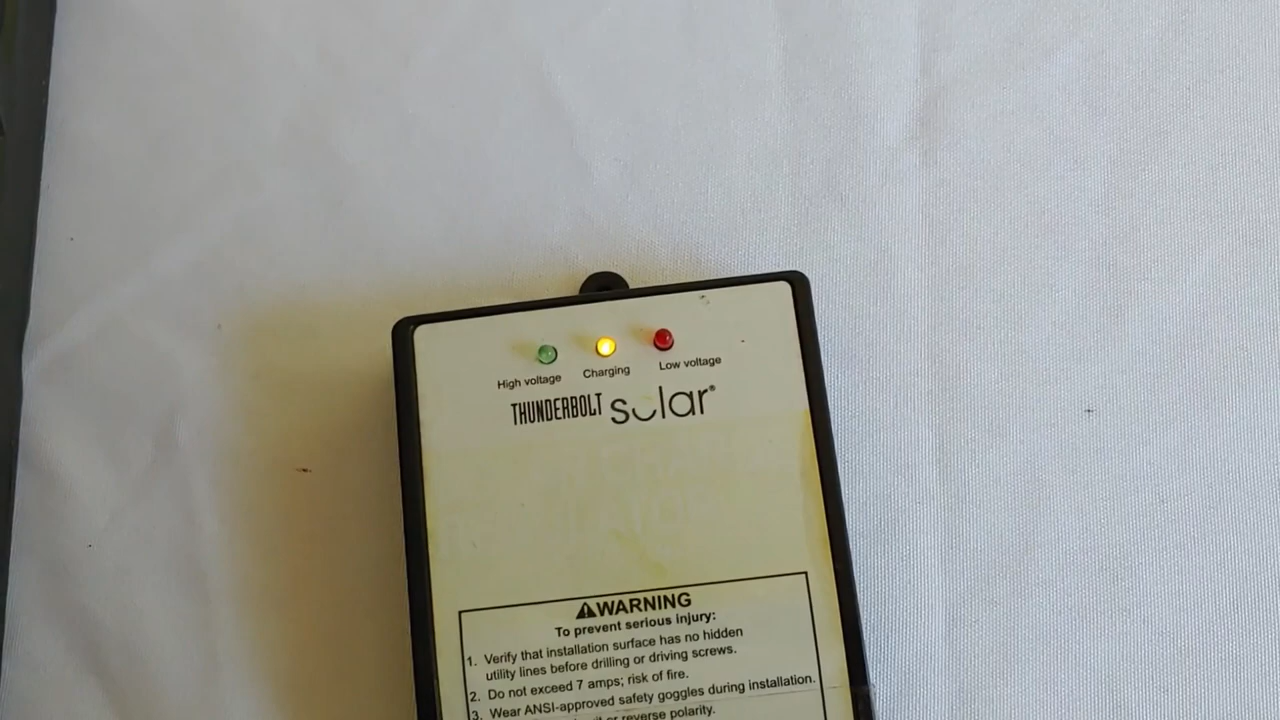 High voltage Charging Low voltage
THUNDERBOLT solar®
WARNING
To prevent serious injury:
1. Verify that installation surface has no hidden
utility lines before drilling or driving screws.
2. Do not exceed 7 amps; risk of fire.
3. Wear ANSI-approved safety goggles during installation.
or reverse polarity.